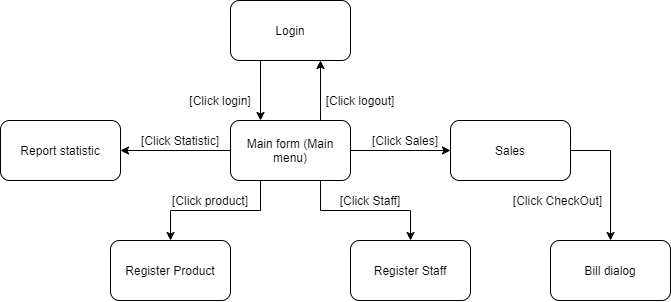 Login
[Click login]
[Click logout]
Report statistic
[Click Statistic]
Main form (Main
menu)
[Click Sales]
Sales
[Click product]
[Click Staff]
[Click CheckOut]
Register Product
Register Staff
Bill dialog